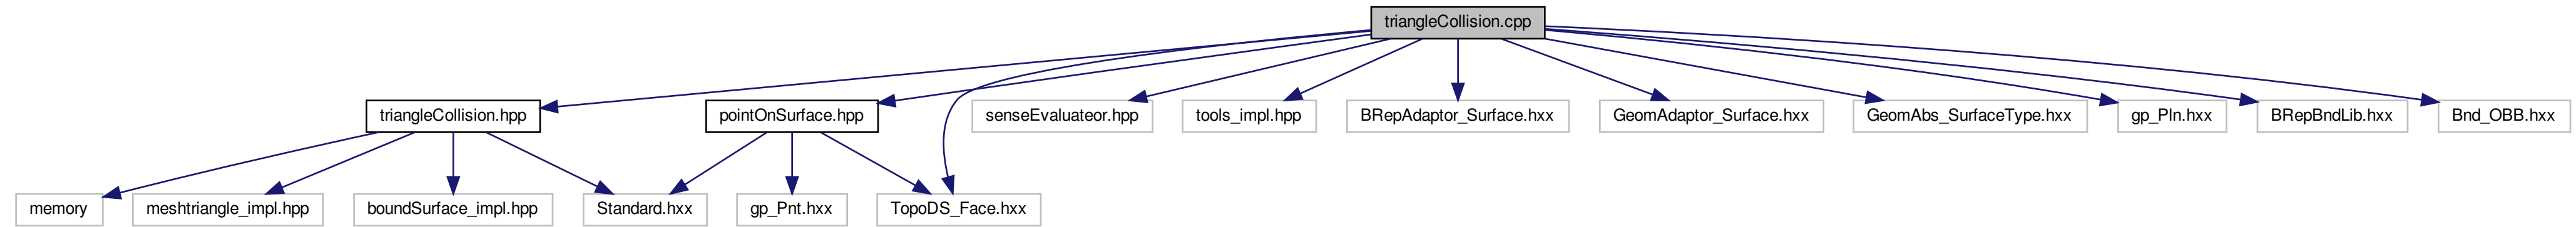 triangleCollision.cpp
triangleCollision.hpp
pointOnSurface.hpp
senseEvaluateor.hpp
tools_impl.hpp
BRepAdaptor_Surface.hxx
GeomAdaptor_Surface.hxx
GeomAbs_SurfaceType.hxx
gp_Pln.hxx
BRepBndLib.hxx
Bnd_OBB.hxx
memory
meshtriangle_impl.hpp
boundSurface_impl.hpp
Standard.hxx
gp_Pnt.hxx
TopoDS_Face.hxx